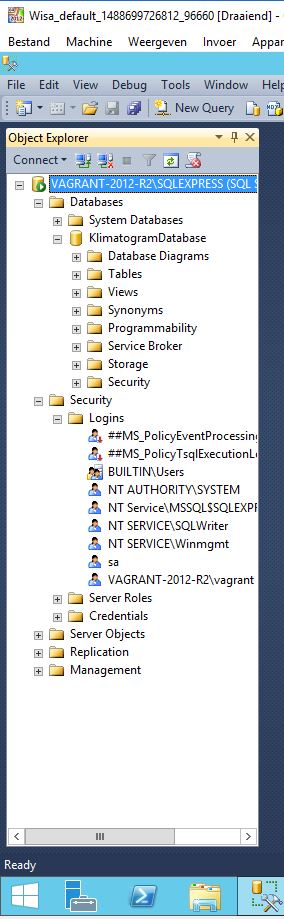 Wisa_default_1488699726812_96660 [Draaiend] -
Bestand Machine Weergeven Invoer Appar
File Edit View Debug Tools Window
New Query
Object Explorer
Connect
VAGRANT-2012-R2\SQLEXPRESS (SQL S
Databases
System Databases
KlimatogramDatabase
Database Diagrams
Tables
Views
Synonyms
Programmability
Service Broker
Storage
Security
Security
Logins
##MS_PolicyEventProcessing
##MS_PolicyTsqlExecutionLo
BUILTIN\Users
NT AUTHORITY\SYSTEM
NT Service\MSSQL$SQLEXPR
NT SERVICE\SQLWriter
NT SERVICE\Winmgmt
sa
VAGRANT-2012-R2\vagrant
Server Roles
Credentials
Server Objects
Replication
Management
Ready